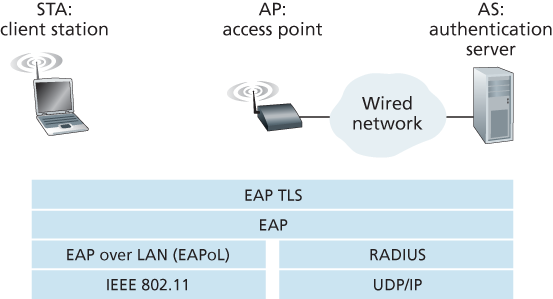 STA:
client station
AP:
access point
AS:
authentication
server
Wired
network
EAP TLS
EAP
EAP over LAN (EAPoL)
RADIUS
IEEE 802.11
UDP/IP